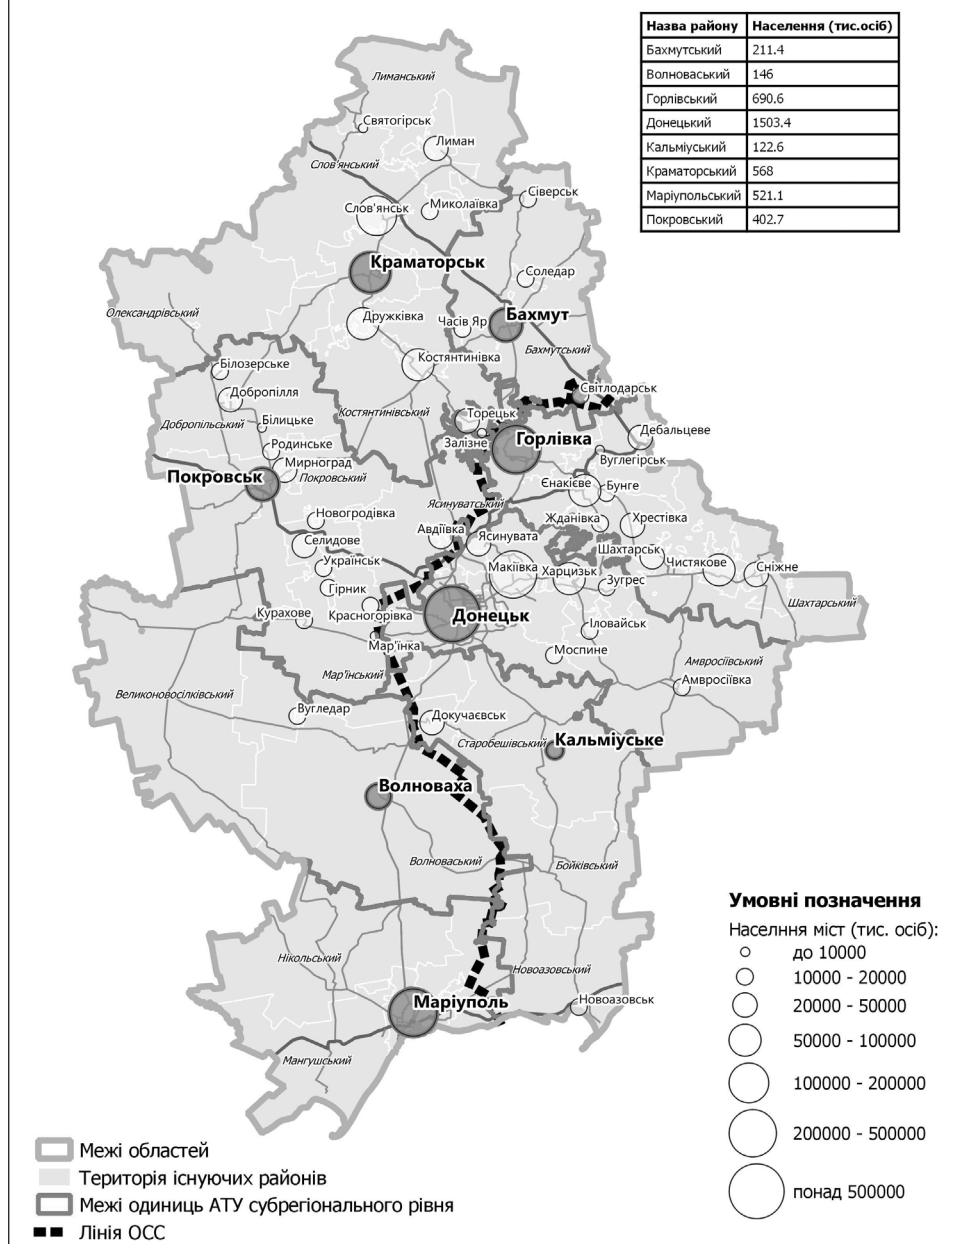 Назва району Населення (тис.осіб)
Бахмутський 211.4
Волноваський 146
Горлівський 690.6
Донецький 1503.4
Кальміуський 122.6
Краматорський 568
Маріупольський 521.1
Покровський 402.7
Лиманський
Святогірськ
Лиман
Слов'янський
Сіверськ
Слов'янськ
Миколаївка
Краматорськ
Соледар
Олександрівський
Дружківка
Часів Яр
Бахмут
Бахмутський
Костянтинівка
Білозерське
Світлодарськ
Добропілля
Костянтинівський
Торецьк
Добропільський
Білицьке
Дебальцеве
Залізне
Горлівка
Родинське
Вуглегірськ
Мирноград
Покровськ
Покровський
Єнакієве
Бунге
Ясинуватський
Новогродівка
Жданівка
Хрестівка
Авдіївка
Ясинувата
Селидове
Шахтарськ
Українськ
Макіївка
Харцизьк
Чистякове
Сніжне
Зугрес
Гірник
Шахтарський
Курахове
Красногорівка
Донецьк
Іловайськ
Мар'їнка
Моспине
Амвросіївський
Мар'їнський
Амвросіївка
Великоновосілківський
Вугледар
Докучаєвськ
Старобешівський
Кальміуське
Волноваха
Волноваський
Бойківський
Нікольський
Новоазовський
Маріуполь
Новоазовськ
Мангушський
Умовні позначення
Населння міст (тис. осіб):
до 10000
10000 - 20000
20000 - 50000
50000 - 100000
100000 - 200000
200000 - 500000
понад 500000
Межі областей
Територія існуючих районів
Межі одиниць АТУ субрегіонального рівня
Лінія ОСС